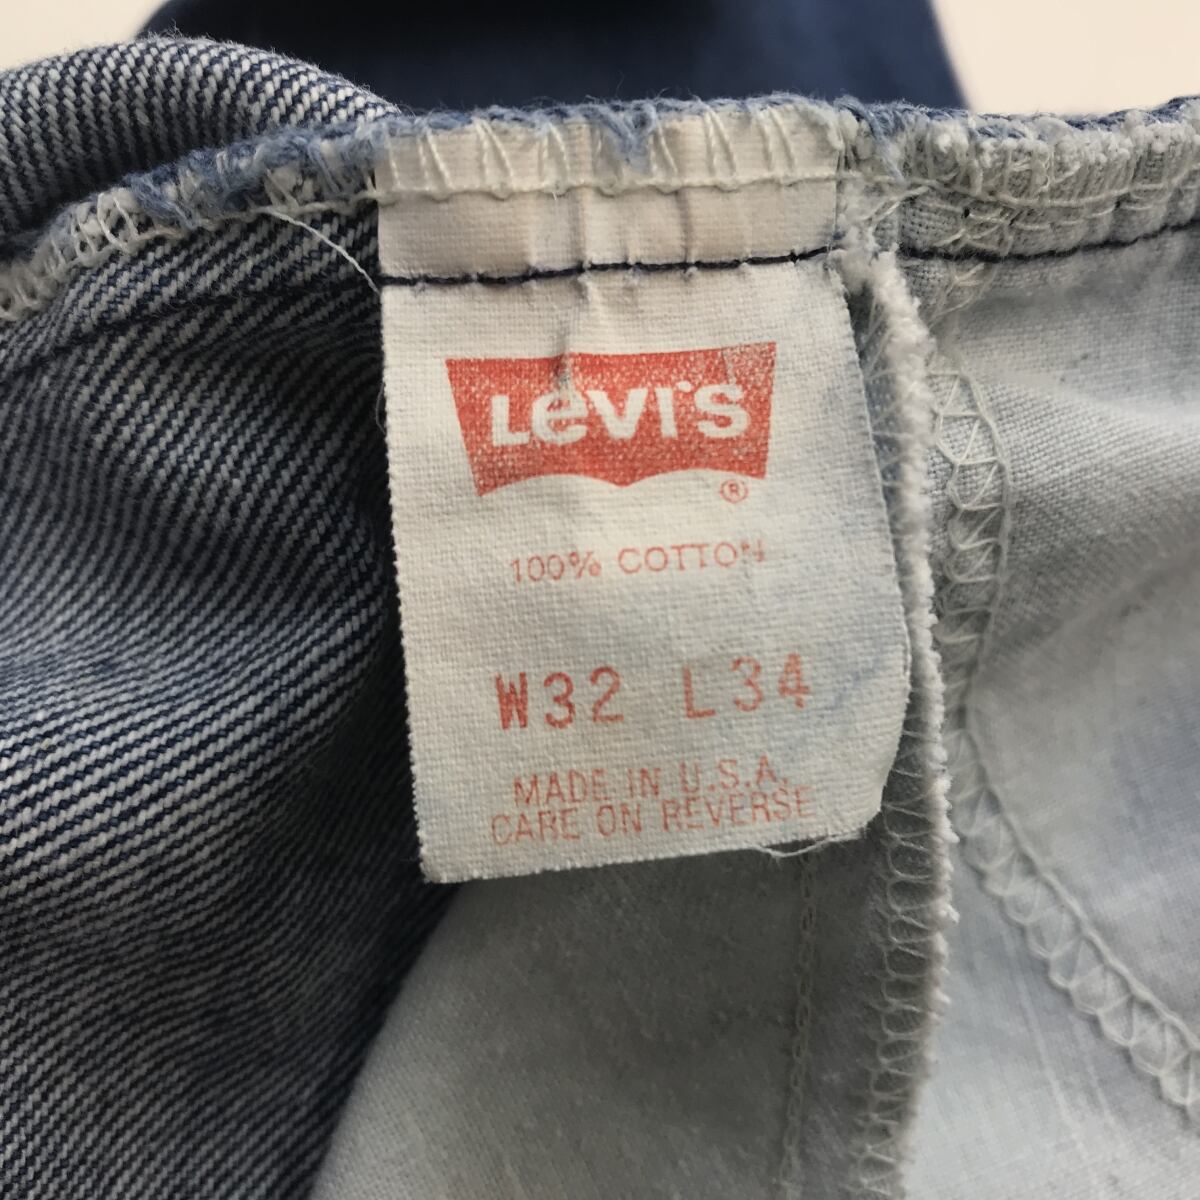 LeVI'S
®
100% COTTON
W32 L34
MADE IN U.S.A.
CARE ON REVERSE